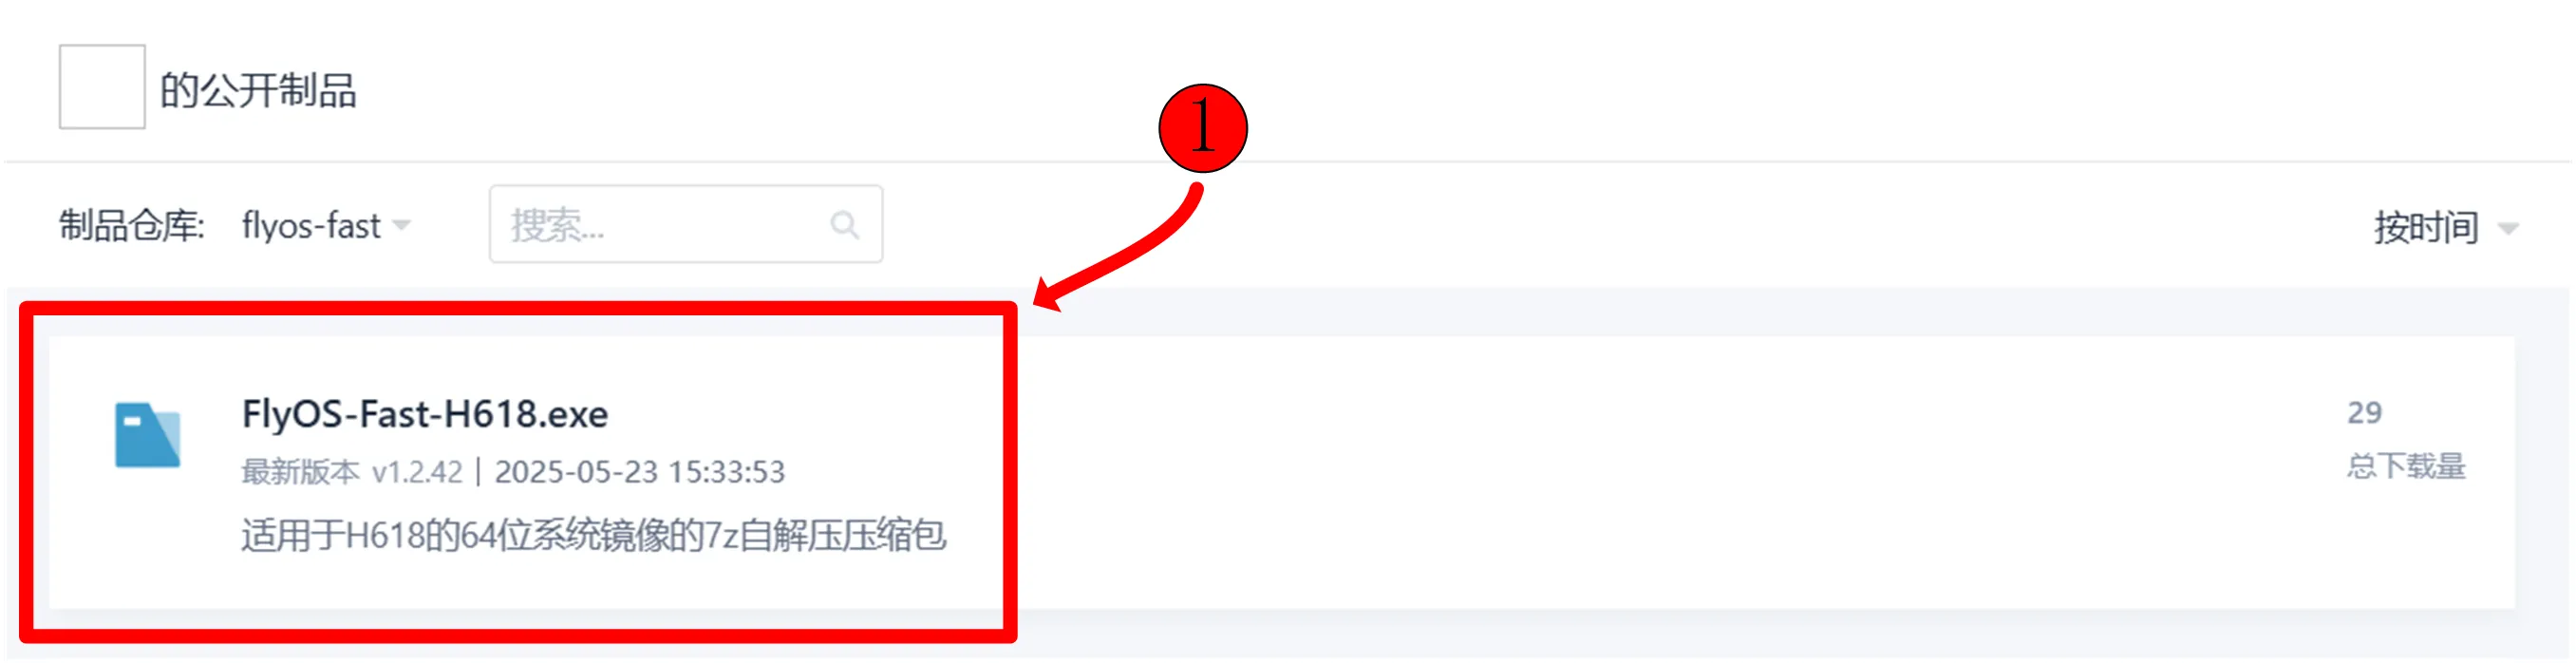 的公开制品
1
制品仓库: flyos-fast 搜索... 按时间
FlyOS-Fast-H618.exe
最新版本 v1.2.42 | 2025-05-23 15:33:53
适用于H618的64位系统镜像的7z自解压压缩包
29
总下载量